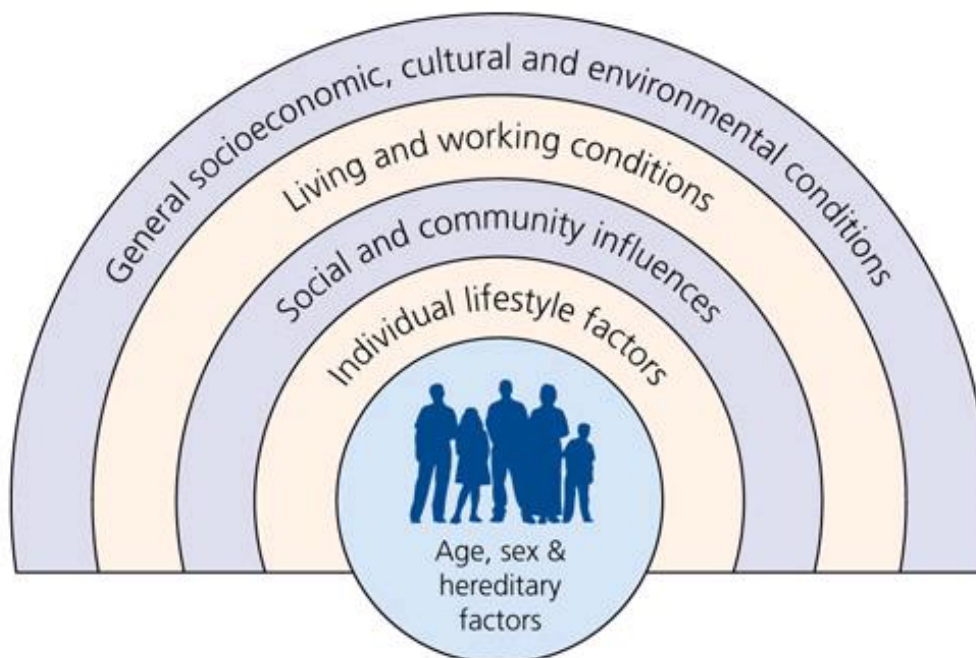 General socioeconomic, cultural and environmental conditions
Living and working conditions
Social and community influences
Individual lifestyle factors
Age, sex &
hereditary
factors